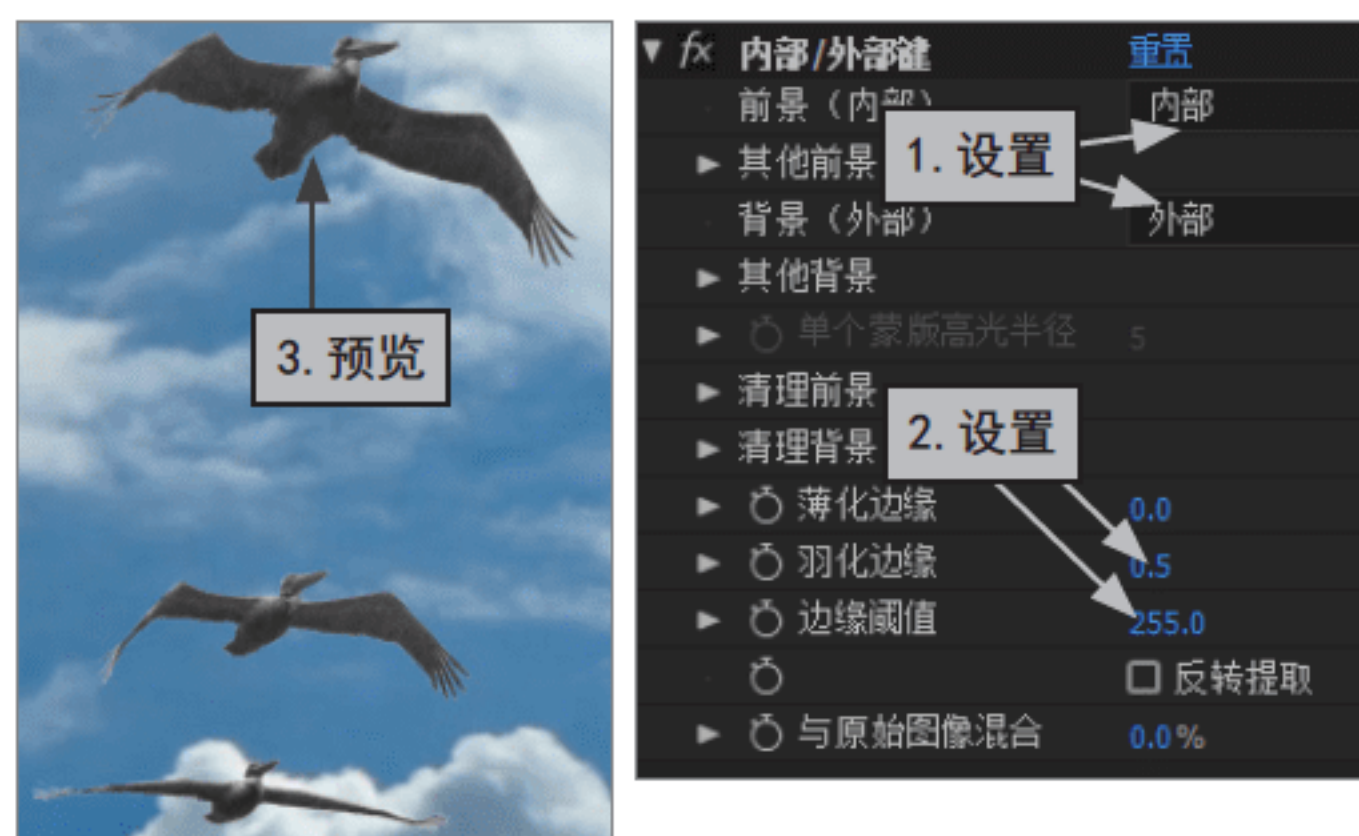 3. 预览
fx 内部/外部键 重置
前景（内部） 内部
1. 设置
其他前景
背景（外部） 外部
其他背景
单个蒙版高光半径 5
清理前景
2. 设置
清理背景
薄化边缘 0.0
羽化边缘 0.5
边缘阈值 255.0
反转提取
与原始图像混合 0.0%